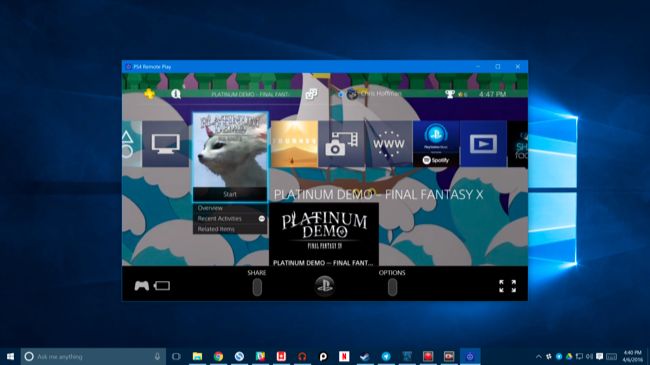 PS4 Remote Play
PLATINUM DEMO – FINAL FANT...
Chris Hoffman
6
4:47 PM
PLATINUM
DEMO
JOURNEY
WWW
PlayStation Music
Spotify
Start
PLATINUM DEMO – FINAL FANTASY X
Overview
Recent Activities
Related Items
PLATINUM
DEMO
FINAL FANTASY XV
PLATINUM DEMO – FINAL FANT...
SHARE
OPTIONS
Ask me anything
4:40 PM
4/6/2016